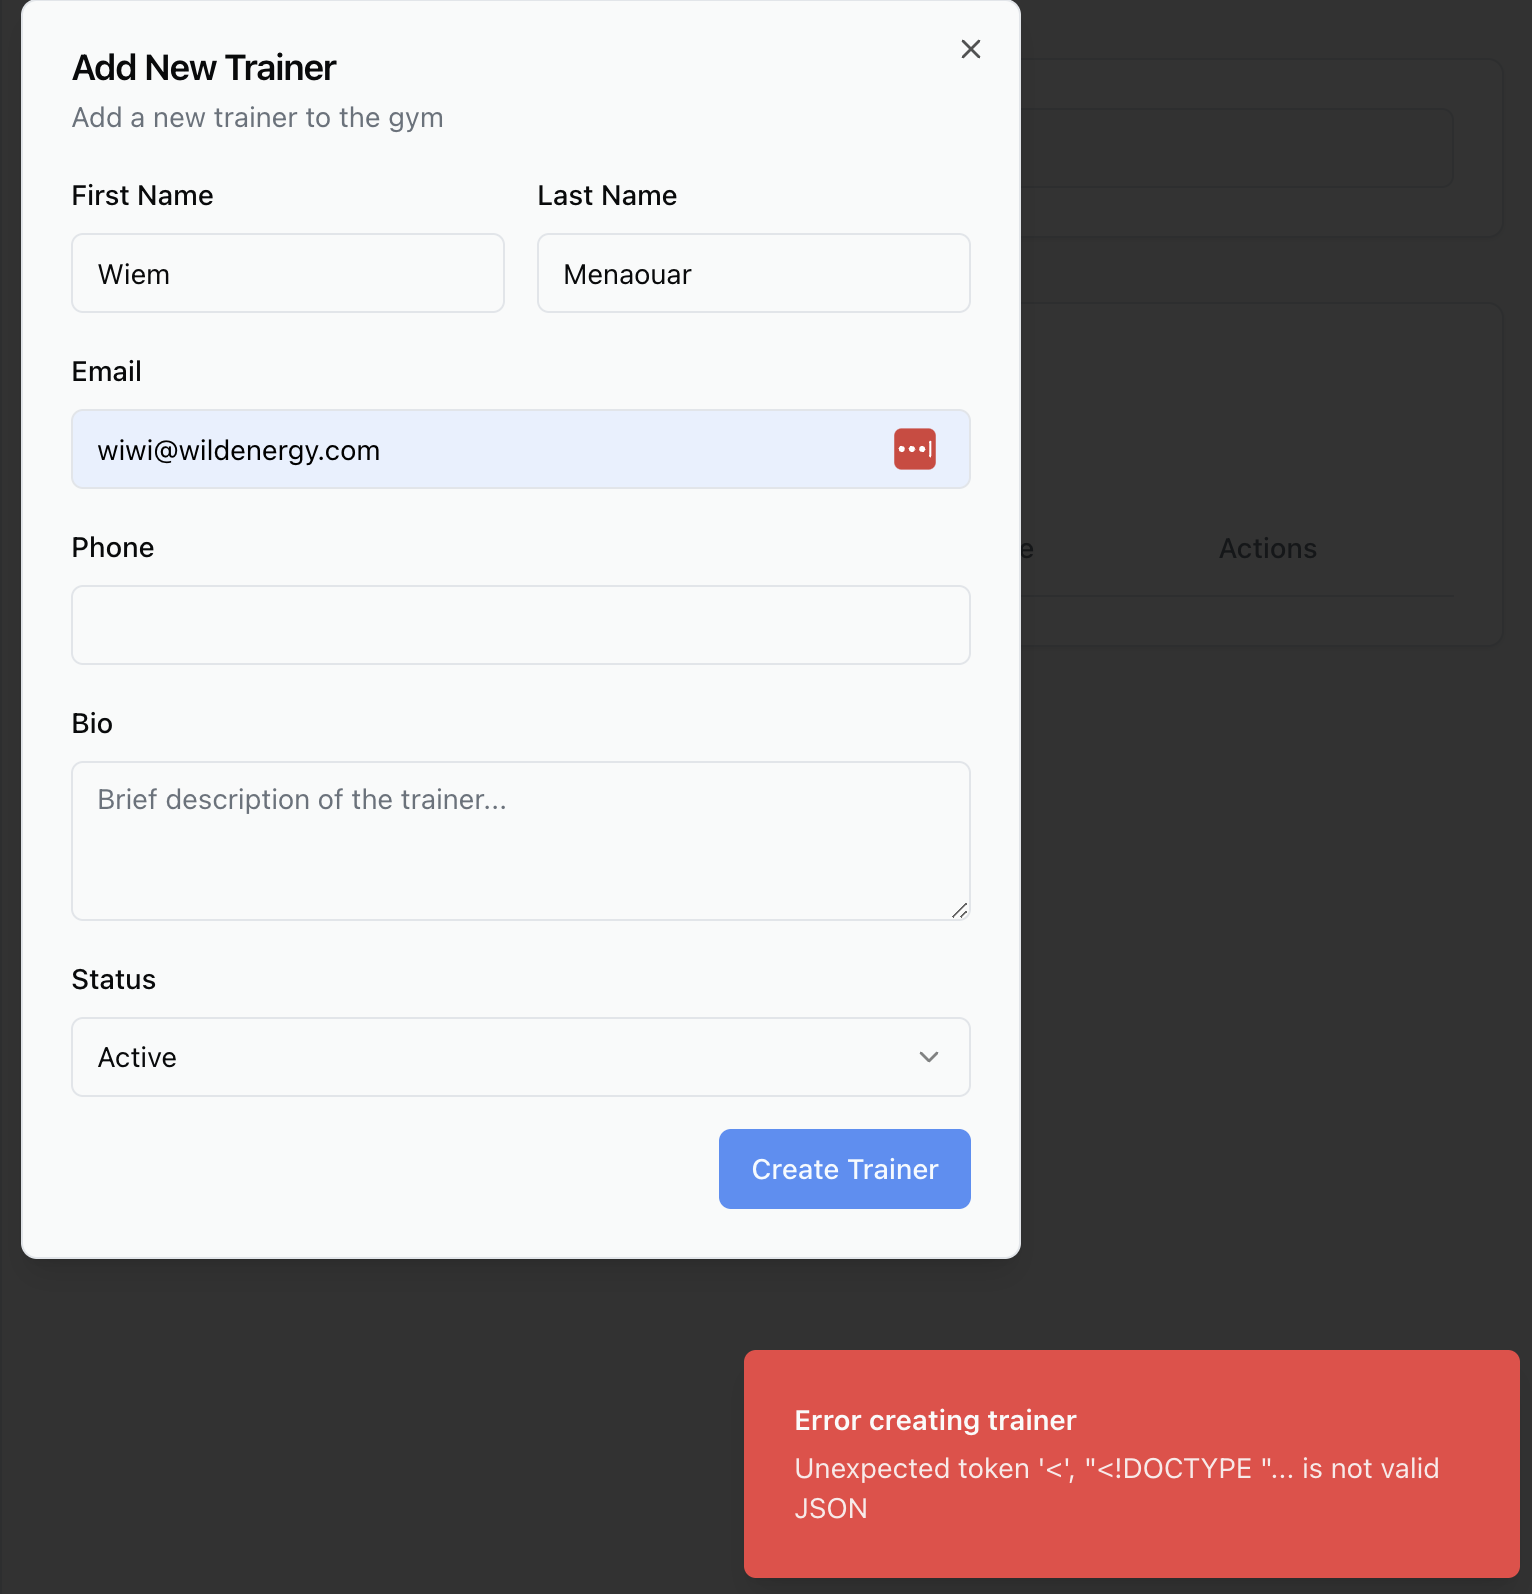 Add New Trainer
Add a new trainer to the gym
First Name
Last Name
Wiem
Menaouar
Email
wiwi@wildenergy.com
Phone
e
Actions
Bio
Brief description of the trainer...
Status
Active
Create Trainer
Error creating trainer
Unexpected token '<', "<!DOCTYPE "... is not valid
JSON